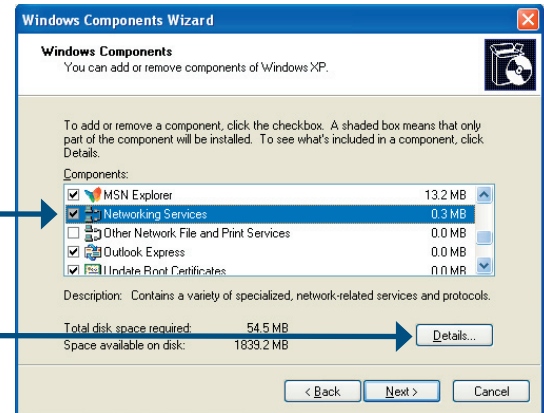 Windows Components Wizard
Windows Components
You can add or remove components of Windows XP.
To add or remove a component, click the checkbox. A shaded box means that only
part of the component will be installed. To see what's included in a component, click
Details.
Components:
MSN Explorer 13.2 MB
Networking Services 0.3 MB
Other Network File and Print Services 0.0 MB
Outlook Express 0.0 MB
Update Root Certificates 0.0 MB
Description: Contains a variety of specialized, network-related services and protocols.
Total disk space required: 54.5 MB
Space available on disk: 1839.2 MB
Details...
< Back Next > Cancel